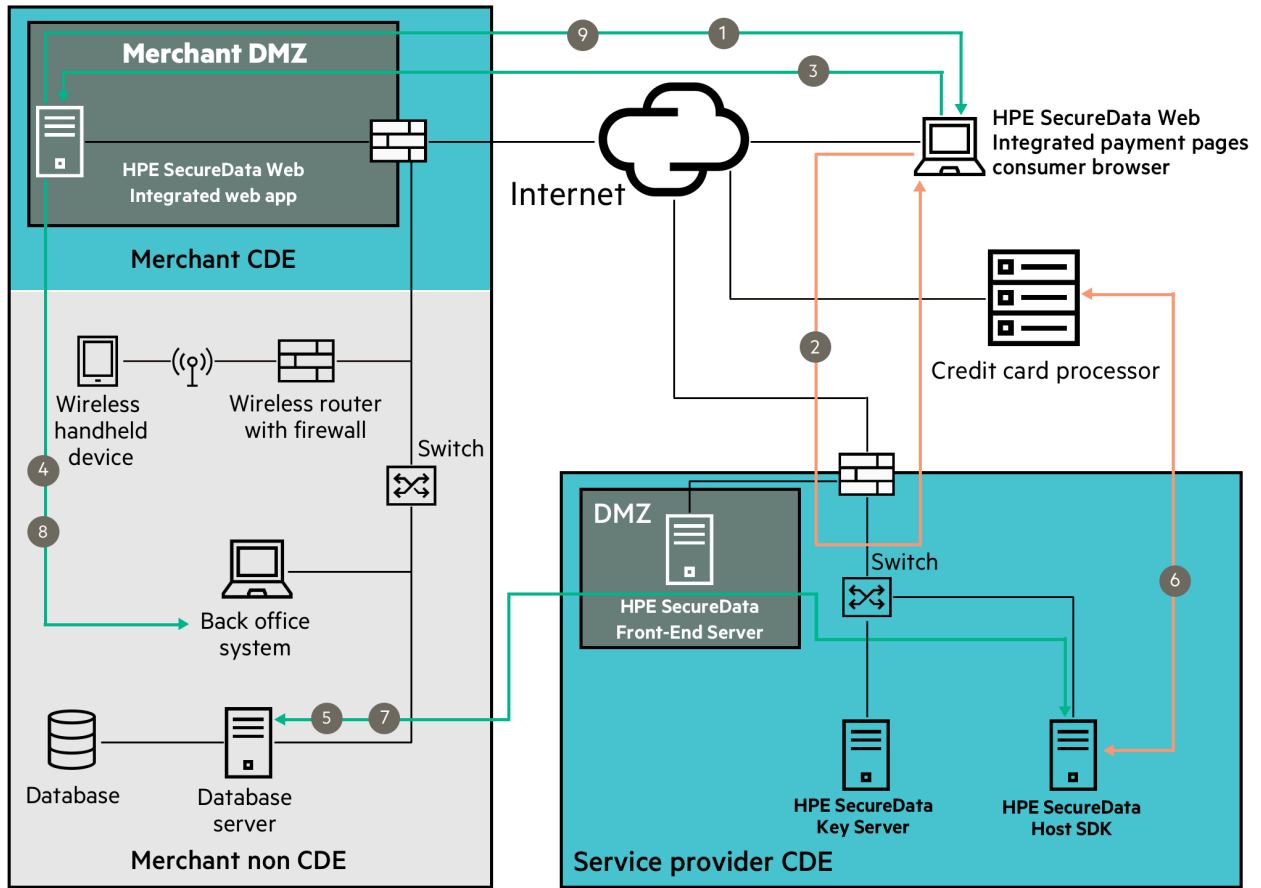 Merchant DMZ
9
1
3
HPE SecureData Web
Integrated web app
Merchant CDE
Internet
HPE SecureData Web
Integrated payment pages
consumer browser
2
Credit card processor
Wireless
handheld
device
Wireless router
with firewall
Switch
4
8
Back office
system
5
7
Database
Database
server
Merchant non CDE
DMZ
HPE SecureData
Front-End Server
Switch
6
HPE SecureData
Key Server
HPE SecureData
Host SDK
Service provider CDE